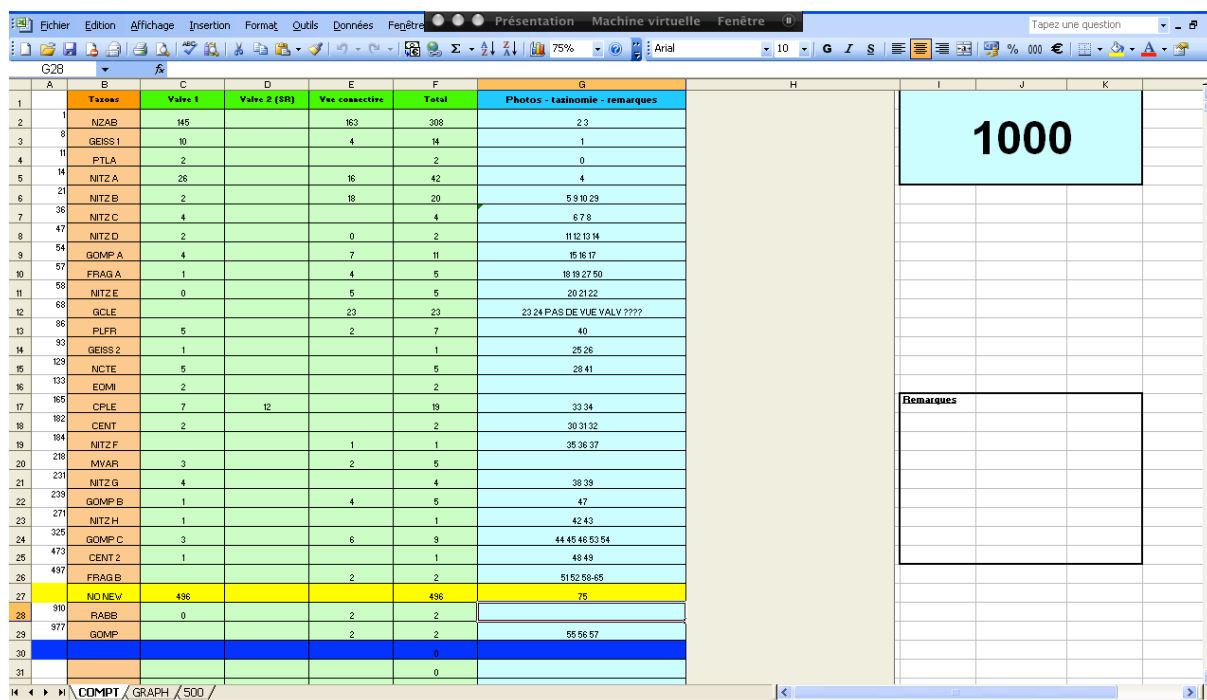 Fichier Edition Affichage Insertion Format Outils Données Fenêtre Présentation Machine virtuelle Fenêtre Tapez une question
75% Arial 10 G I S % 000 €
G28 fx
A B C D E F G H I J K
1 Taxons Valve 1 Valve 2 (SR) Vue connective Total Photos - taxinomie - remarques 1000
2 1 NZAB 145 163 308 2 3
3 8 GEISS 1 10 4 14 1
4 11 PTLA 2 2 0
5 14 NITZ A 26 16 42 4
6 21 NITZ B 2 18 20 5 9 10 29
7 36 NITZ C 4 4 6 7 8
8 47 NITZ D 2 0 2 11 12 13 14
9 54 GOMP A 4 7 11 15 16 17
10 57 FRAG A 1 4 5 18 19 27 50
11 58 NITZ E 0 5 5 20 21 22
12 68 GCLE 23 23 23 24 PAS DE VUE VALV ????
13 86 PLFR 5 2 7 40
14 93 GEISS 2 1 1 25 26
15 129 NCTE 5 5 28 41
16 133 EOMI 2 2
17 165 CPLE 7 12 19 33 34 Remarques
18 182 CENT 2 2 30 31 32
19 184 NITZ F 1 1 35 36 37
20 218 MVAR 3 2 5
21 231 NITZ G 4 4 38 39
22 239 GOMP B 1 4 5 47
23 271 NITZ H 1 1 42 43
24 325 GOMP C 3 6 9 44 45 46 53 54
25 473 CENT 2 1 1 48 49
26 497 FRAG B 2 2 51 52 58-65
27 NO NEW 496 496 75
28 910 RABB 0 2 2
29 977 GOMP 2 2 55 56 57
30 0
31 0
COMPT GRAPH 500